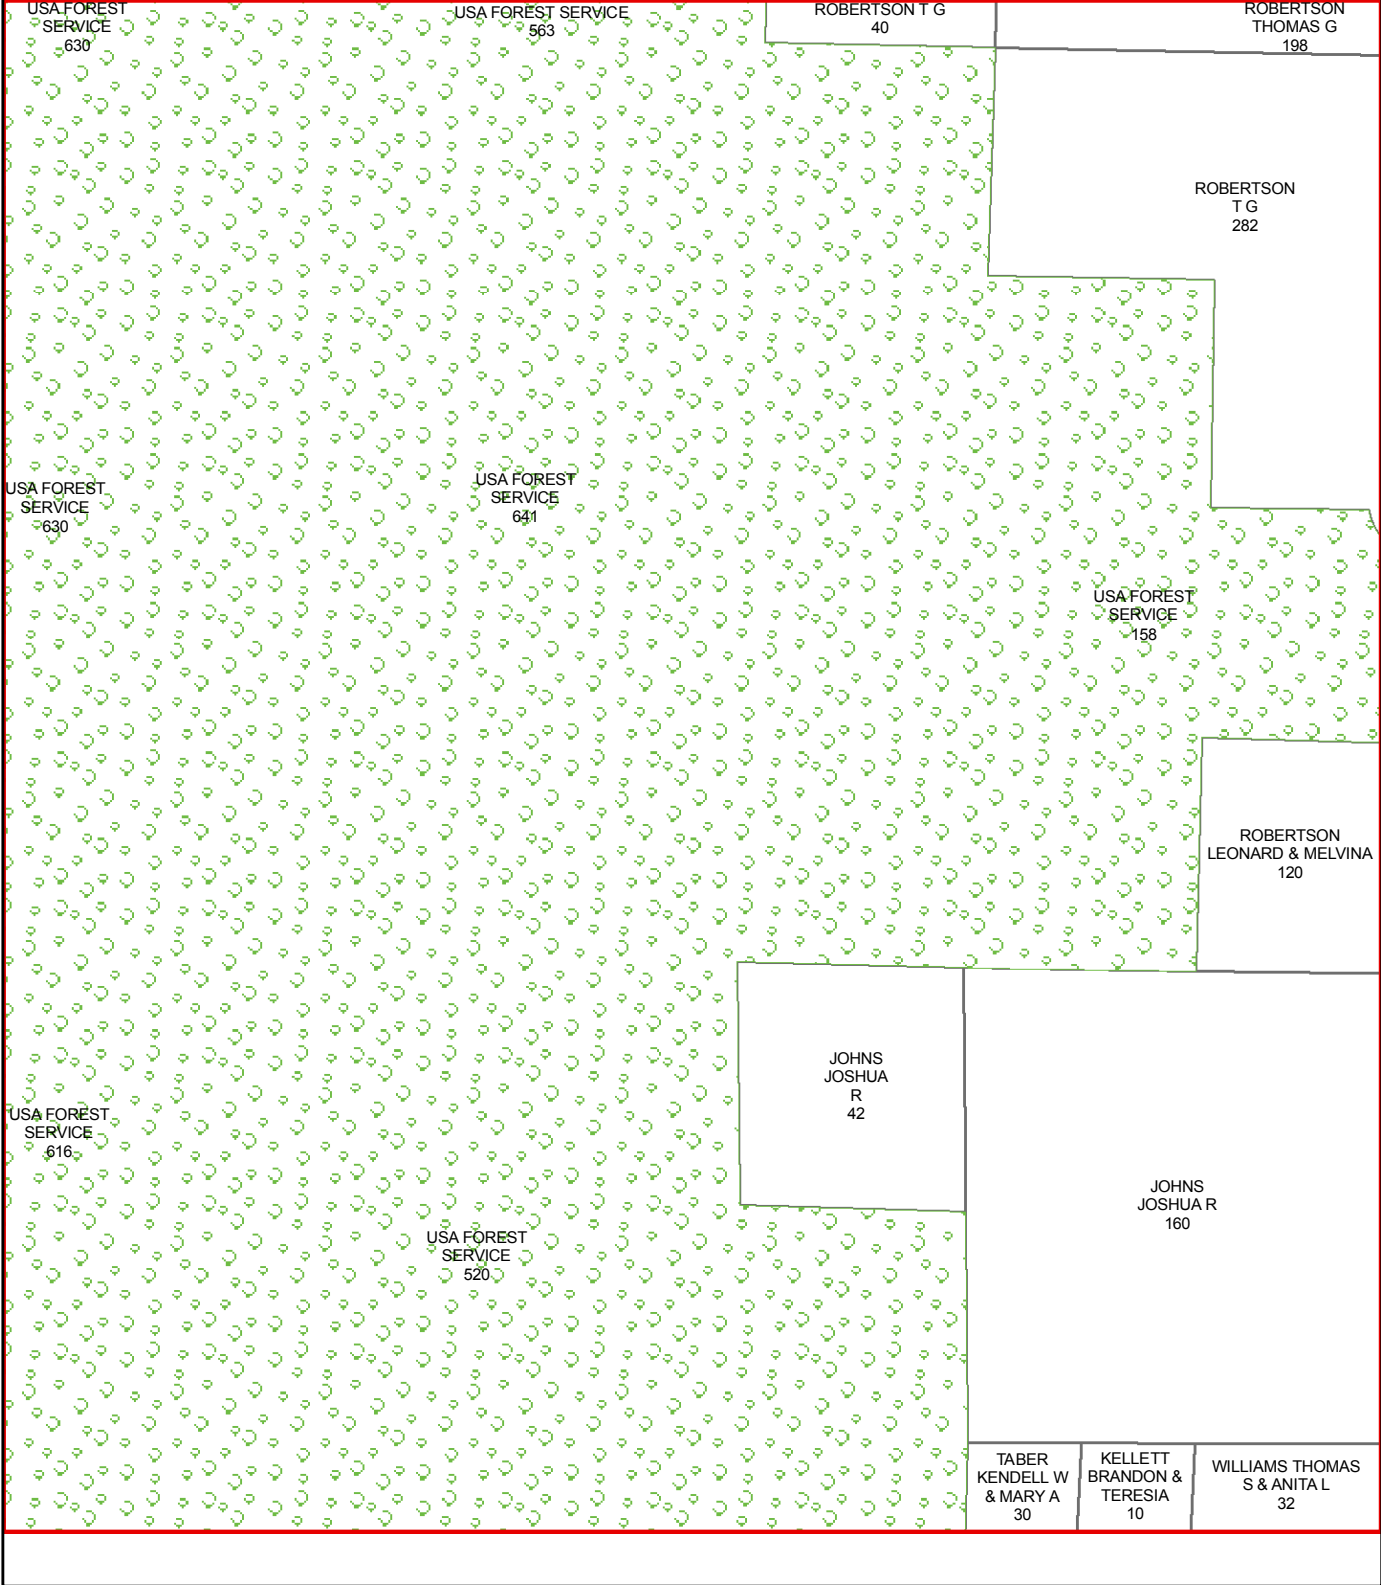 USA FOREST
SERVICE
630
USA FOREST SERVICE
563
ROBERTSON T G
40
ROBERTSON
THOMAS G
198
ROBERTSON
T G
282
USA FOREST
SERVICE
630
USA FOREST
SERVICE
641
USA FOREST
SERVICE
158
ROBERTSON
LEONARD & MELVINA
120
JOHNS
JOSHUA
R
42
USA FOREST
SERVICE
616
JOHNS
JOSHUA R
160
USA FOREST
SERVICE
520
TABER
KENDELL W
& MARY A
30
KELLETT
BRANDON &
TERESIA
10
WILLIAMS THOMAS
S & ANITA L
32